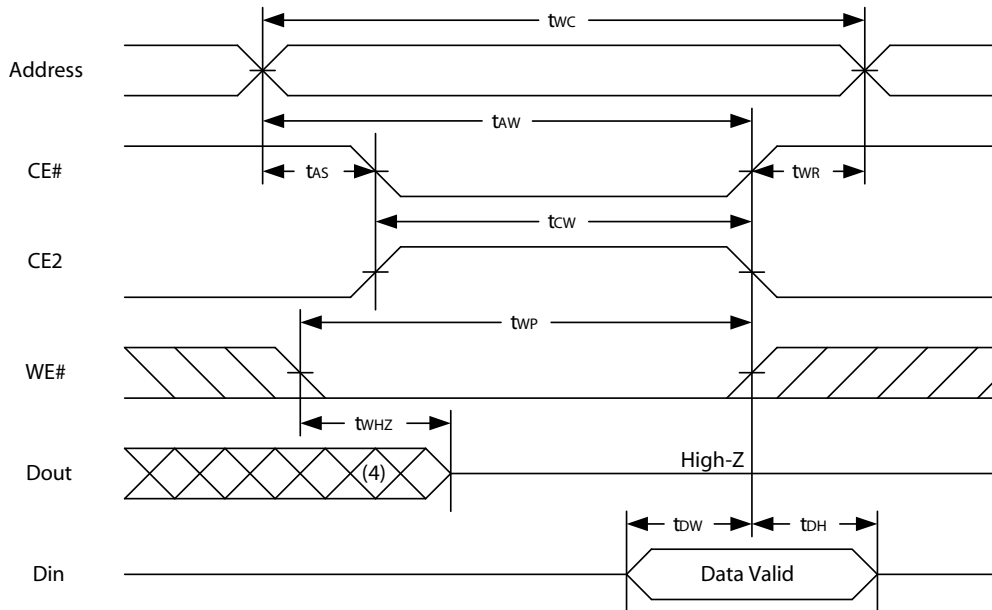 tWC
Address
tAW
CE#
tAS
tWR
tCW
CE2
tWP
WE#
tWHZ
Dout
(4)
High-Z
tDW
tDH
Din
Data Valid